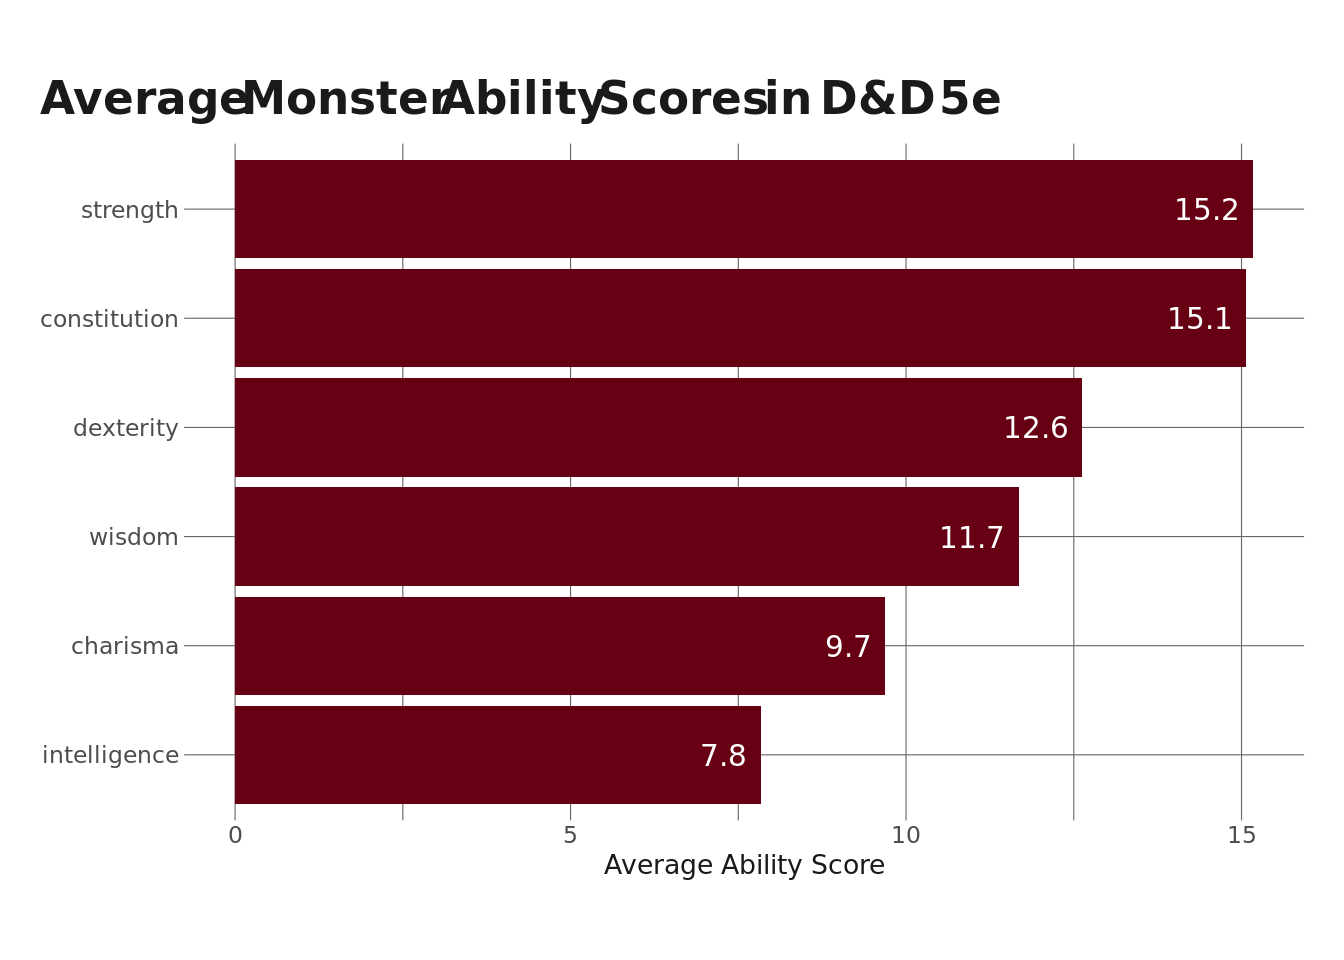 Average Monster Ability Scores in D&D 5e
strength
15.2
constitution
15.1
dexterity
12.6
wisdom
11.7
charisma
9.7
intelligence
7.8
0 5 10 15
Average Ability Score